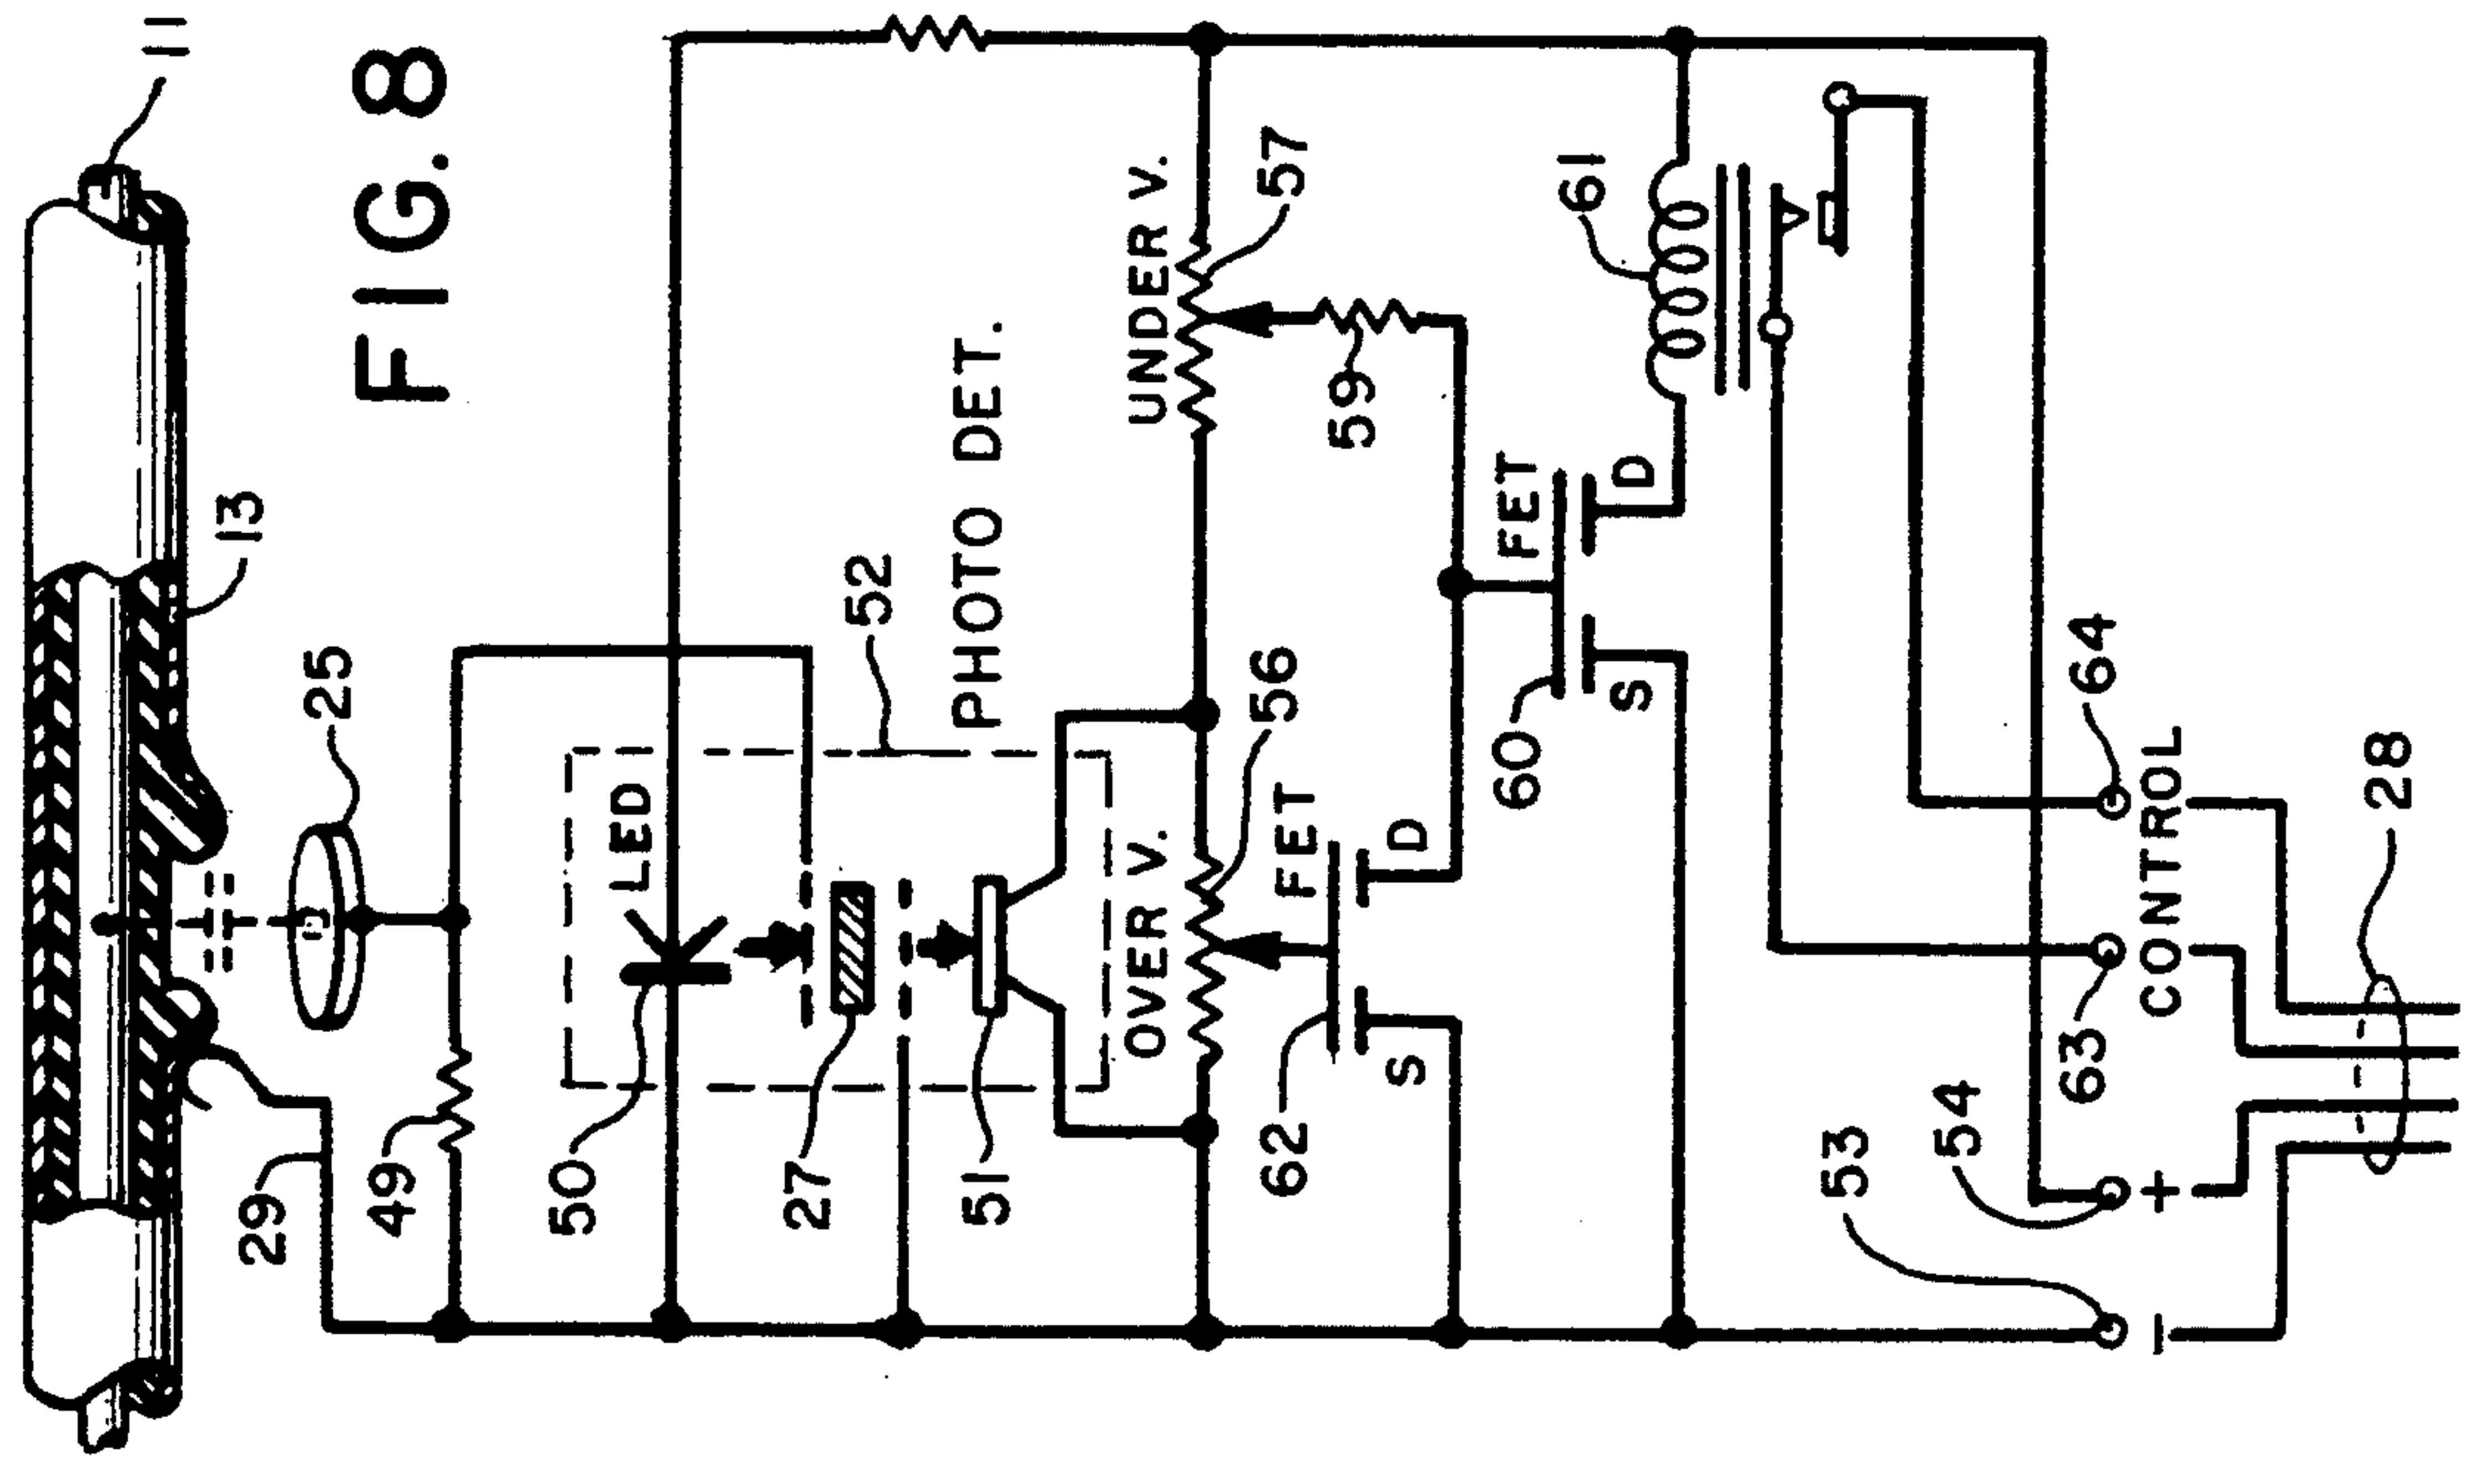 FIG. 8
11
13
25
29
49
LED
50
52
PHOTO DET.
27
51
OVER V.
UNDER V.
56
57
59
FET
62
S
D
FET
60
S
D
61
53
54
63
64
–
+
CONTROL
28